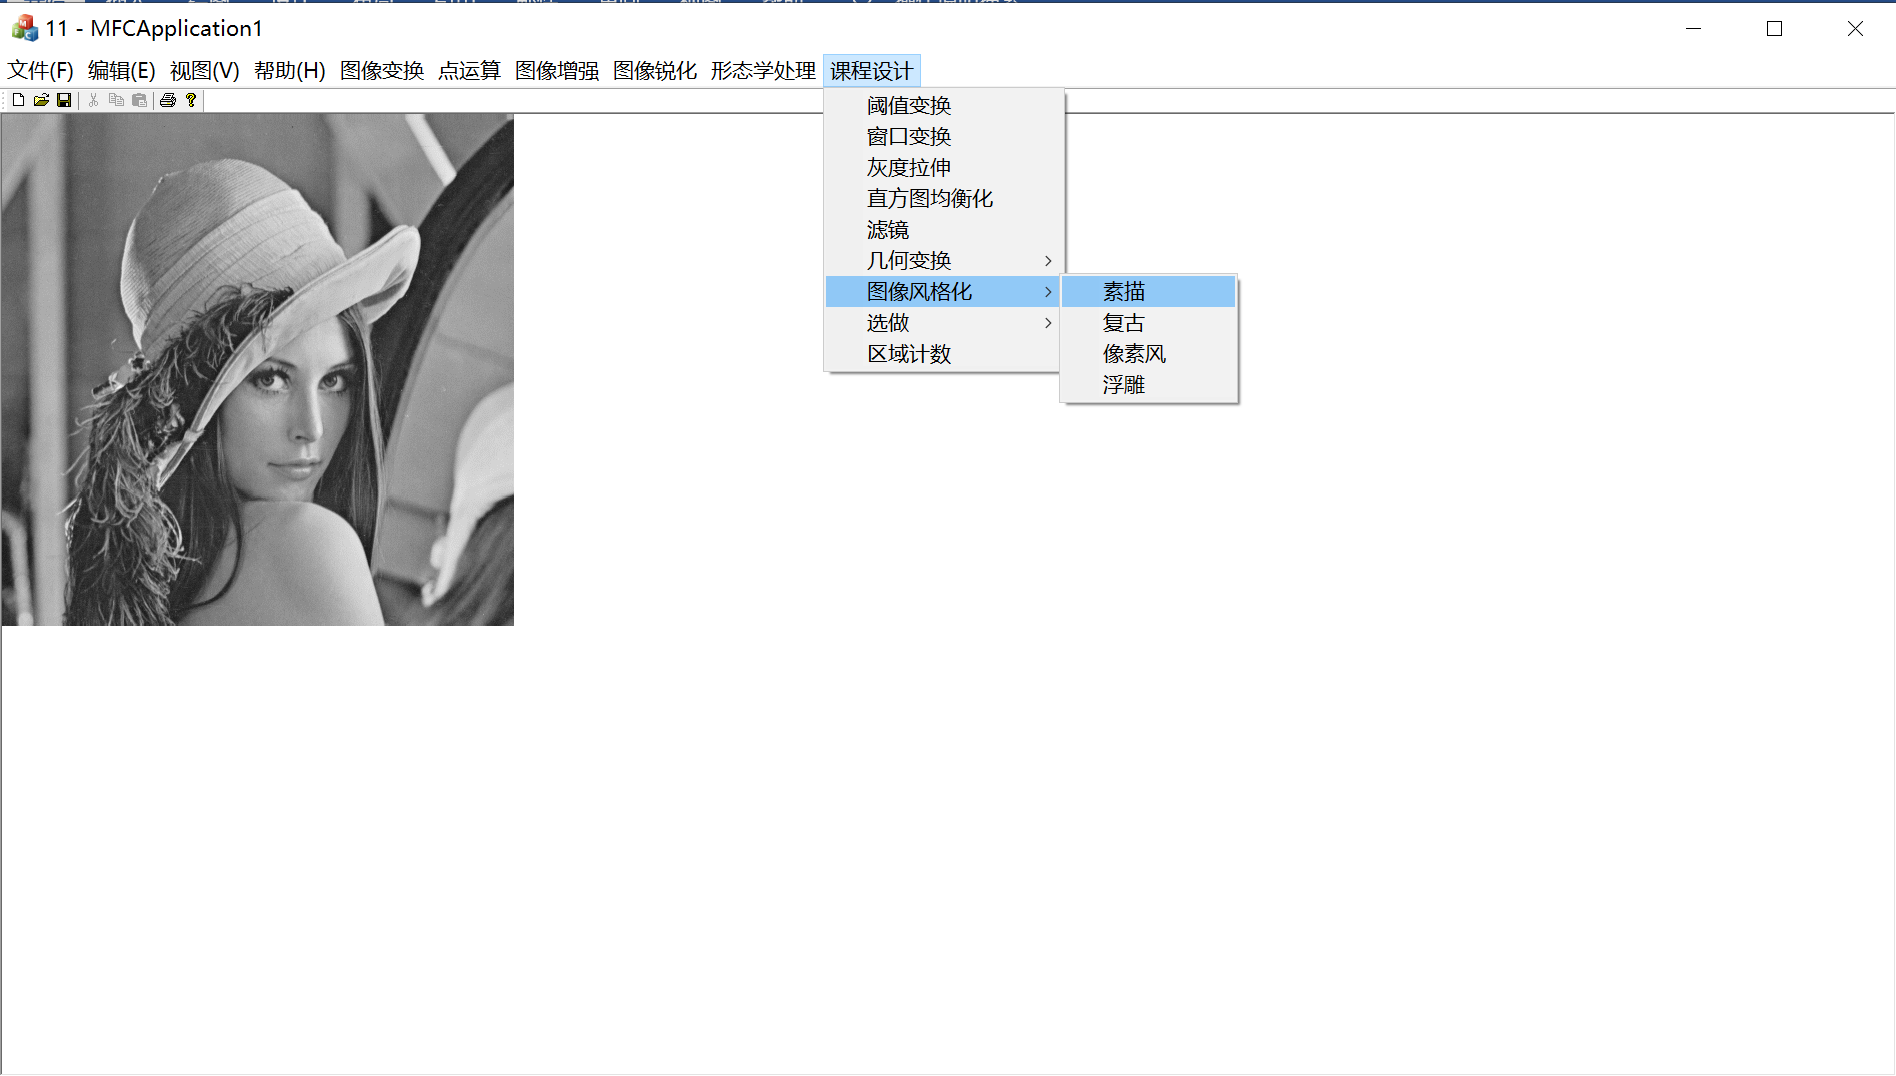 11 - MFCApplication1
文件(F) 编辑(E) 视图(V) 帮助(H) 图像变换 点运算 图像增强 图像锐化 形态学处理 课程设计
阈值变换
窗口变换
灰度拉伸
直方图均衡化
滤镜
几何变换
图像风格化
选做
区域计数
素描
复古
像素风
浮雕